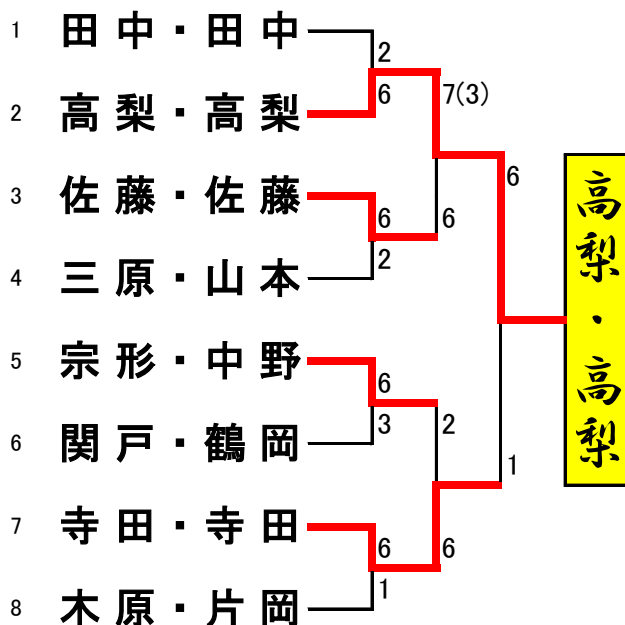 1 田中・田中
2
6
2 高梨・高梨
7(3)
6
3 佐藤・佐藤
6
6
2
4 三原・山本
高梨・高梨
5 宗形・中野
6
3
2
6 関戸・鶴岡
1
7 寺田・寺田
6
6
1
8 木原・片岡